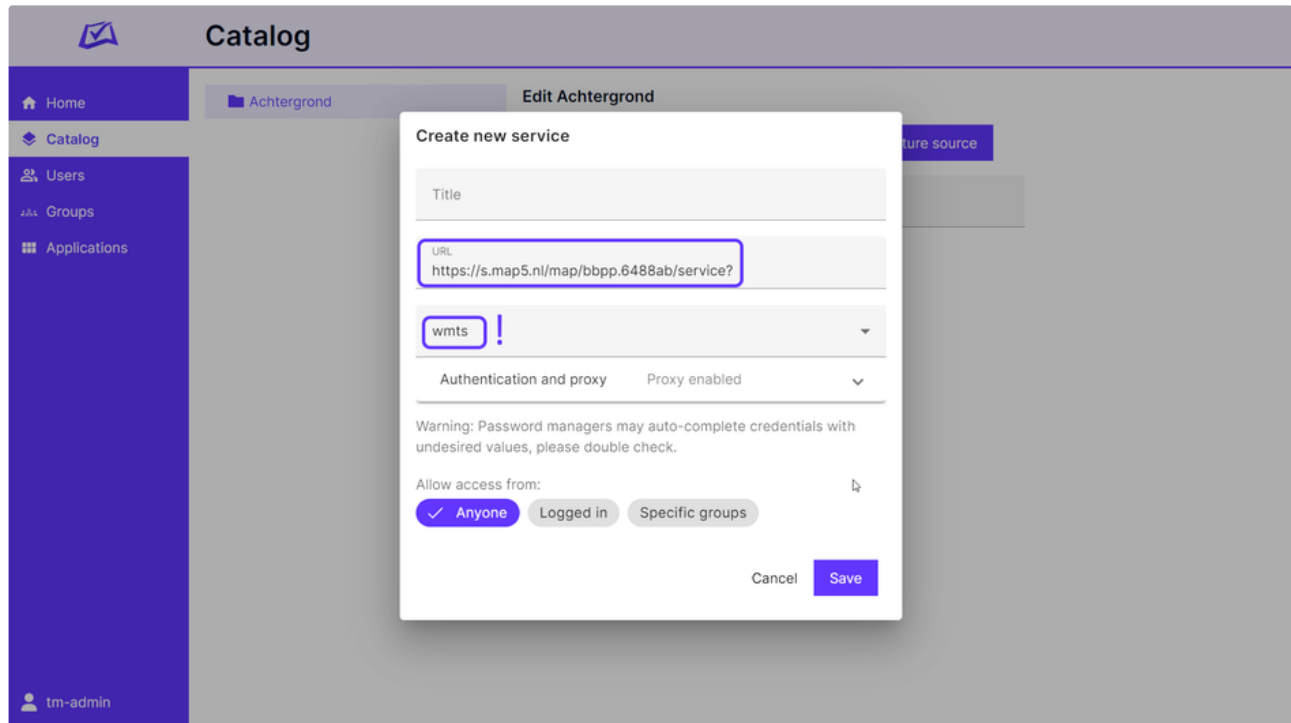 Catalog
Home
Catalog
Users
Groups
Applications
tm-admin
Achtergrond
Edit Achtergrond
ture source
Create new service
Title
URL
https://s.map5.nl/map/bbpp.6488ab/service?
wmts !
Authentication and proxy Proxy enabled
Warning: Password managers may auto-complete credentials with
undesired values, please double check.
Allow access from:
Anyone Logged in Specific groups
Cancel Save